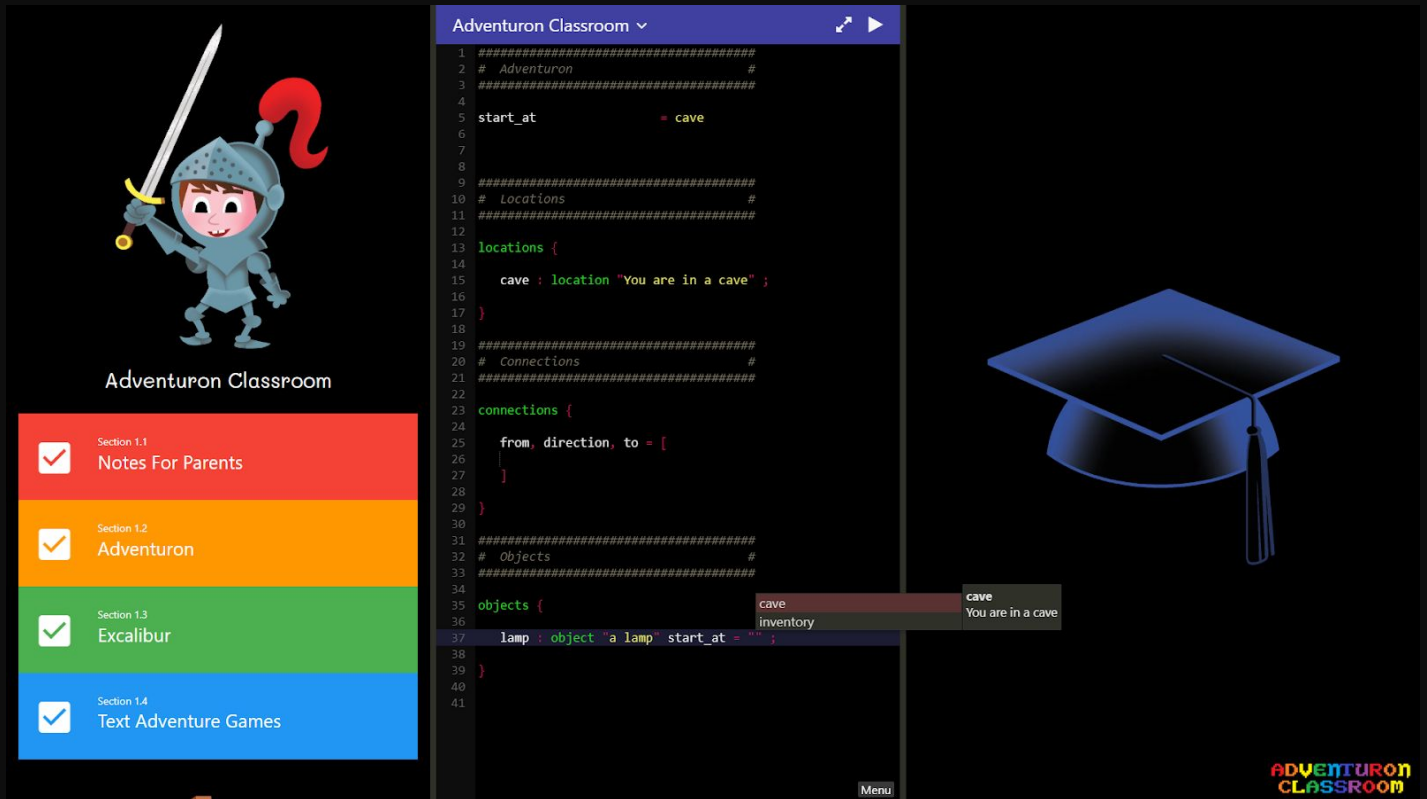 Adventuron Classroom
Section 1.1
Notes For Parents
Section 1.2
Adventuron
Section 1.3
Excalibur
Section 1.4
Text Adventure Games
Adventuron Classroom
1 ######################################
2 #  Adventuron                        #
3 ######################################
4
5 start_at                 = cave
6
7
8
9 ######################################
10 #  Locations                         #
11 ######################################
12
13 locations {
14
15    cave : location "You are in a cave" ;
16
17 }
18
19 ######################################
20 #  Connections                       #
21 ######################################
22
23 connections {
24
25    from, direction, to = [
26
27    ]
28
29 }
30
31 ######################################
32 #  Objects                           #
33 ######################################
34
35 objects {
36
37    lamp : object "a lamp" start_at = "" ;
38
39 }
40
41
cave
inventory
cave
You are in a cave
Menu
ADVENTURON
CLASSROOM